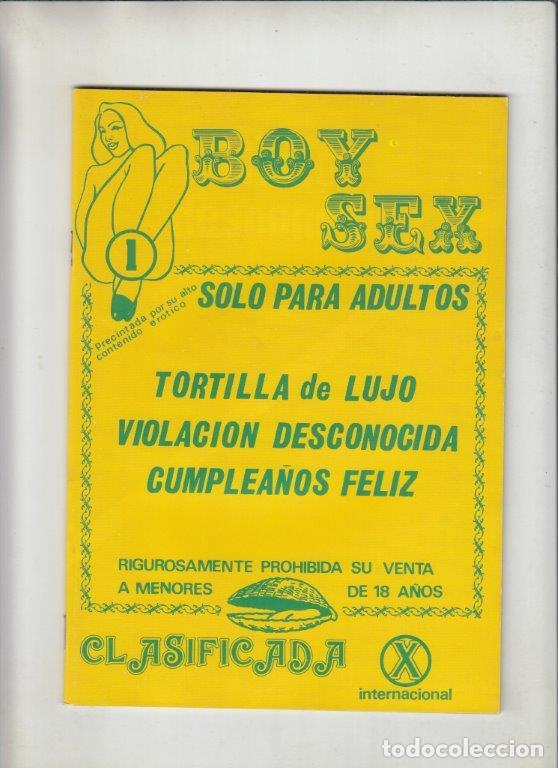 BOY
SEX
1
Precintada por su alto
contenido erotico
SOLO PARA ADULTOS
TORTILLA de LUJO
VIOLACION DESCONOCIDA
CUMPLEAÑOS FELIZ
RIGUROSAMENTE PROHIBIDA SU VENTA
A MENORES DE 18 AÑOS
CLASIFICADA
X
internacional
todocoleccion